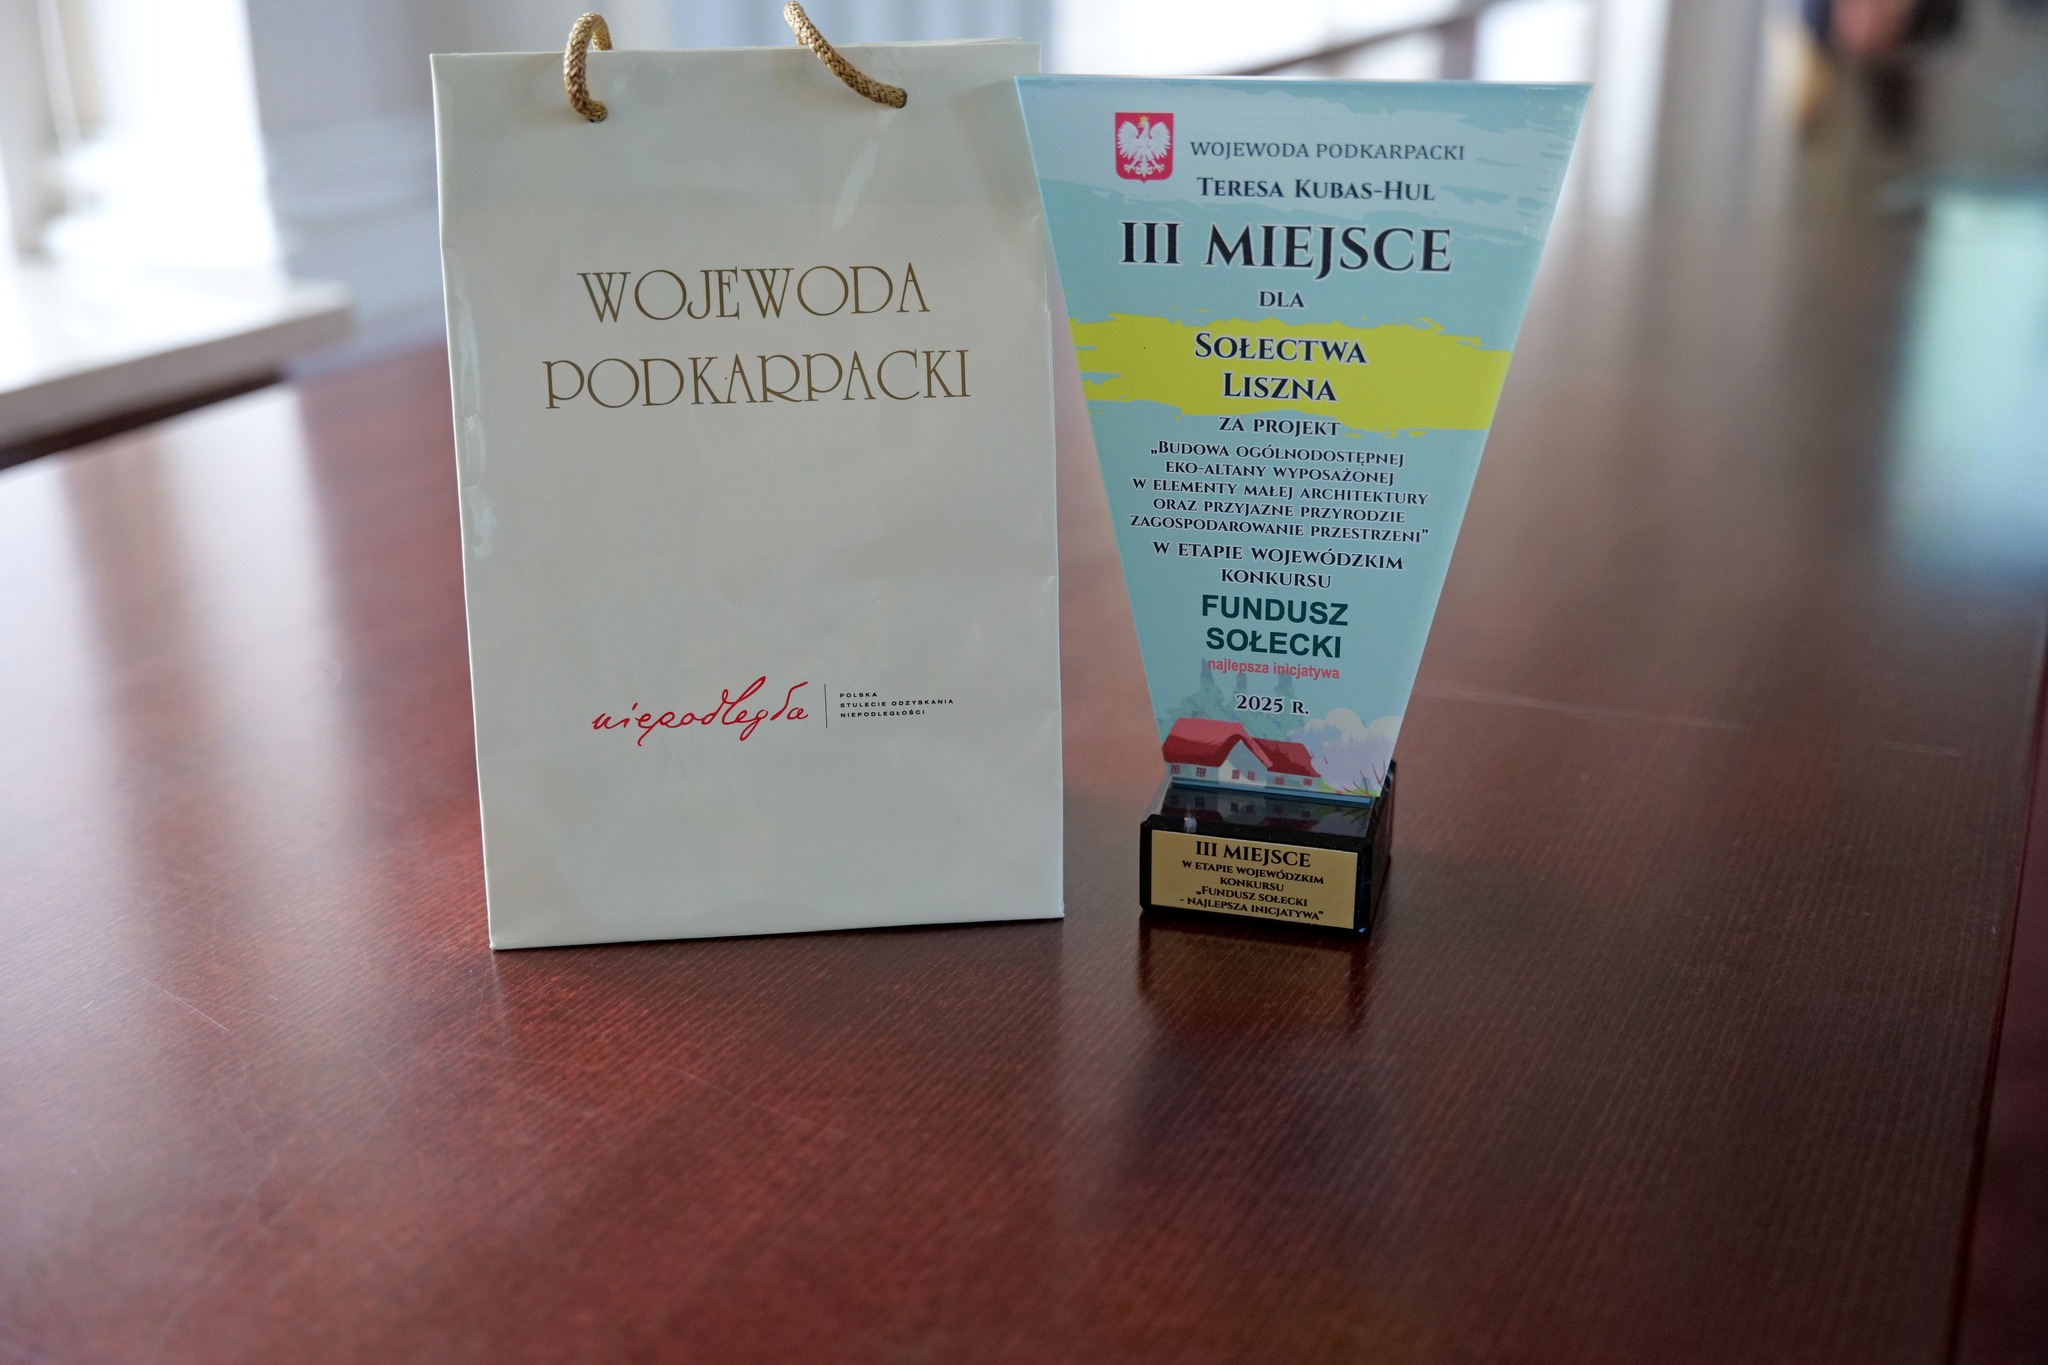 WOJEWODA
PODKARPACKI
niepodległa
POLSKA
STULECIE ODZYSKANIA
NIEPODLEGŁOŚCI
WOJEWODA PODKARPACKI
TERESA KUBAS-HUL
III MIEJSCE
DLA
SOŁECTWA
LISZNA
ZA PROJEKT
„BUDOWA OGÓLNODOSTĘPNEJ
EKO-ALTANY WYPOSAŻONEJ
W ELEMENTY MAŁEJ ARCHITEKTURY
ORAZ PRZYJAZNE PRZYRODZIE
ZAGOSPODAROWANIE PRZESTRZENI”
W ETAPIE WOJEWÓDZKIM
KONKURSU
FUNDUSZ
SOŁECKI
najlepsza inicjatywa
2025 R.
III MIEJSCE
W ETAPIE WOJEWÓDZKIM
KONKURSU
„FUNDUSZ SOŁECKI
- NAJLEPSZA INICJATYWA”